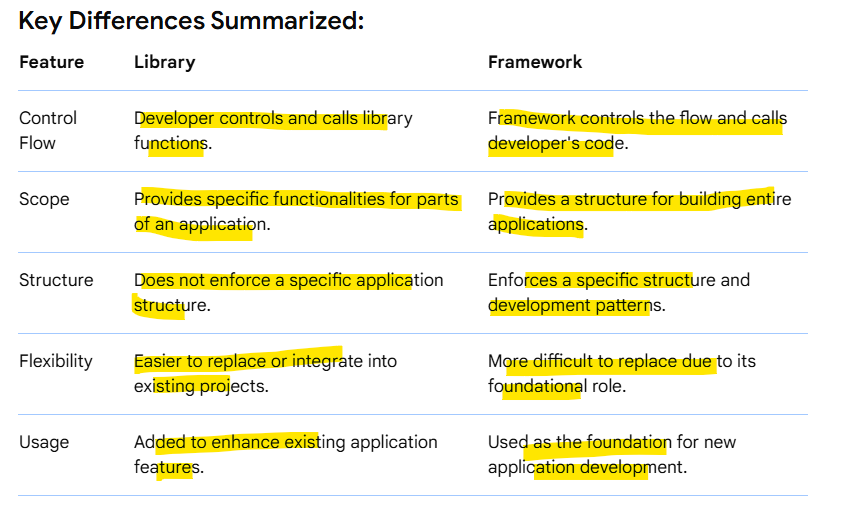 Key Differences Summarized:
Feature Library Framework
Control Developer controls and calls library Framework controls the flow and calls
Flow functions. developer's code.
Scope Provides specific functionalities for parts Provides a structure for building entire
of an application. applications.
Structure Does not enforce a specific application Enforces a specific structure and
structure. development patterns.
Flexibility Easier to replace or integrate into More difficult to replace due to its
existing projects. foundational role.
Usage Added to enhance existing application Used as the foundation for new
features. application development.